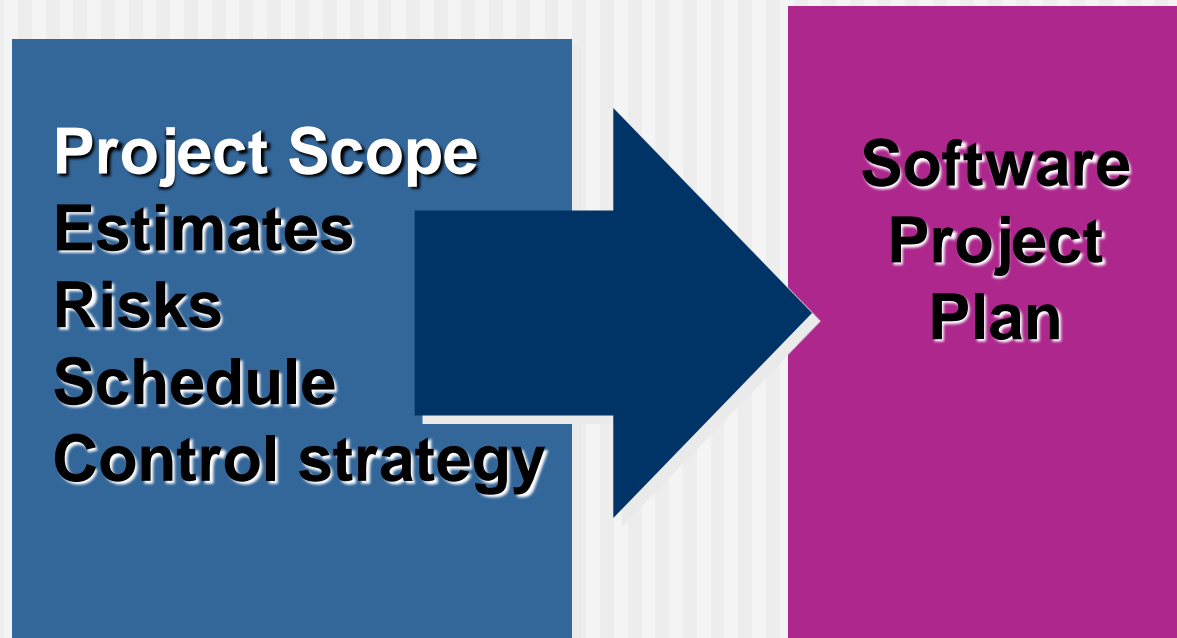 Project Scope
Estimates
Risks
Schedule
Control strategy
Software
Project
Plan